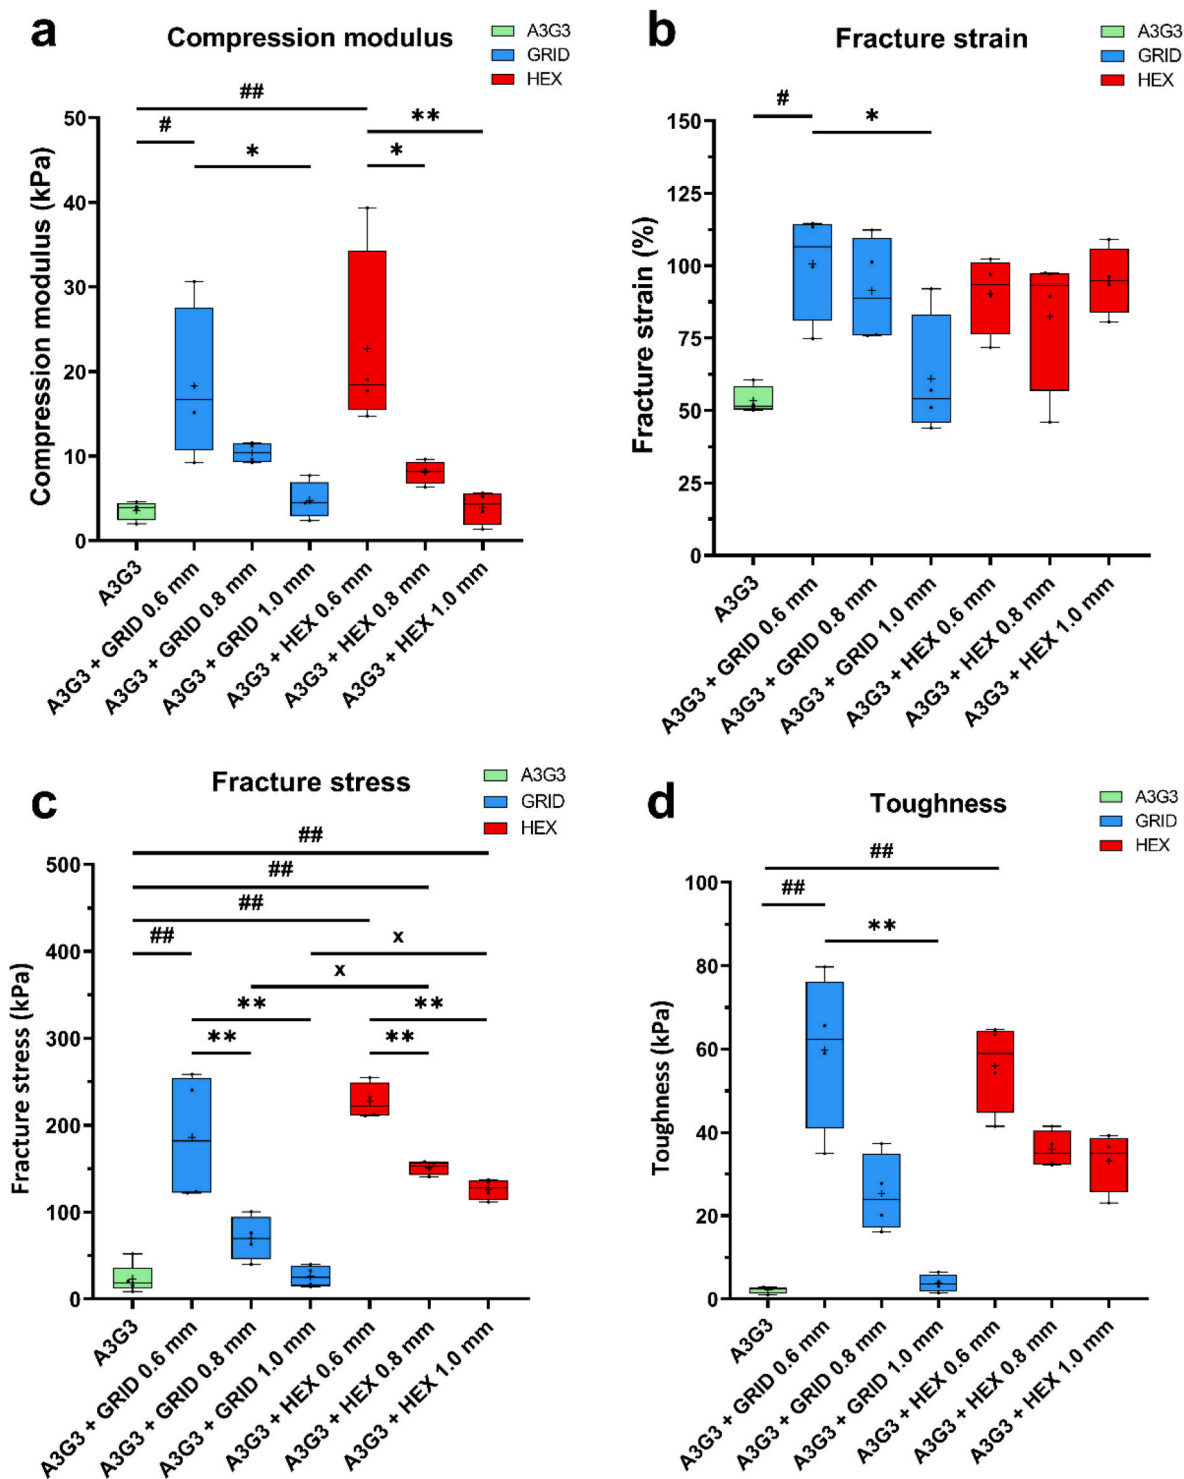 a
Compression modulus
A3G3
GRID
HEX
##
#
*
**
*
Compression modulus (kPa)
50
40
30
20
10
0
A3G3
A3G3 + GRID 0.6 mm
A3G3 + GRID 0.8 mm
A3G3 + GRID 1.0 mm
A3G3 + HEX 0.6 mm
A3G3 + HEX 0.8 mm
A3G3 + HEX 1.0 mm
b
Fracture strain
A3G3
GRID
HEX
#
*
Fracture strain (%)
150
125
100
75
50
25
0
A3G3
A3G3 + GRID 0.6 mm
A3G3 + GRID 0.8 mm
A3G3 + GRID 1.0 mm
A3G3 + HEX 0.6 mm
A3G3 + HEX 0.8 mm
A3G3 + HEX 1.0 mm
c
Fracture stress
A3G3
GRID
HEX
##
##
##
##
x
x
**
**
**
**
Fracture stress (kPa)
500
400
300
200
100
0
A3G3
A3G3 + GRID 0.6 mm
A3G3 + GRID 0.8 mm
A3G3 + GRID 1.0 mm
A3G3 + HEX 0.6 mm
A3G3 + HEX 0.8 mm
A3G3 + HEX 1.0 mm
d
Toughness
A3G3
GRID
HEX
##
##
**
Toughness (kPa)
100
80
60
40
20
0
A3G3
A3G3 + GRID 0.6 mm
A3G3 + GRID 0.8 mm
A3G3 + GRID 1.0 mm
A3G3 + HEX 0.6 mm
A3G3 + HEX 0.8 mm
A3G3 + HEX 1.0 mm